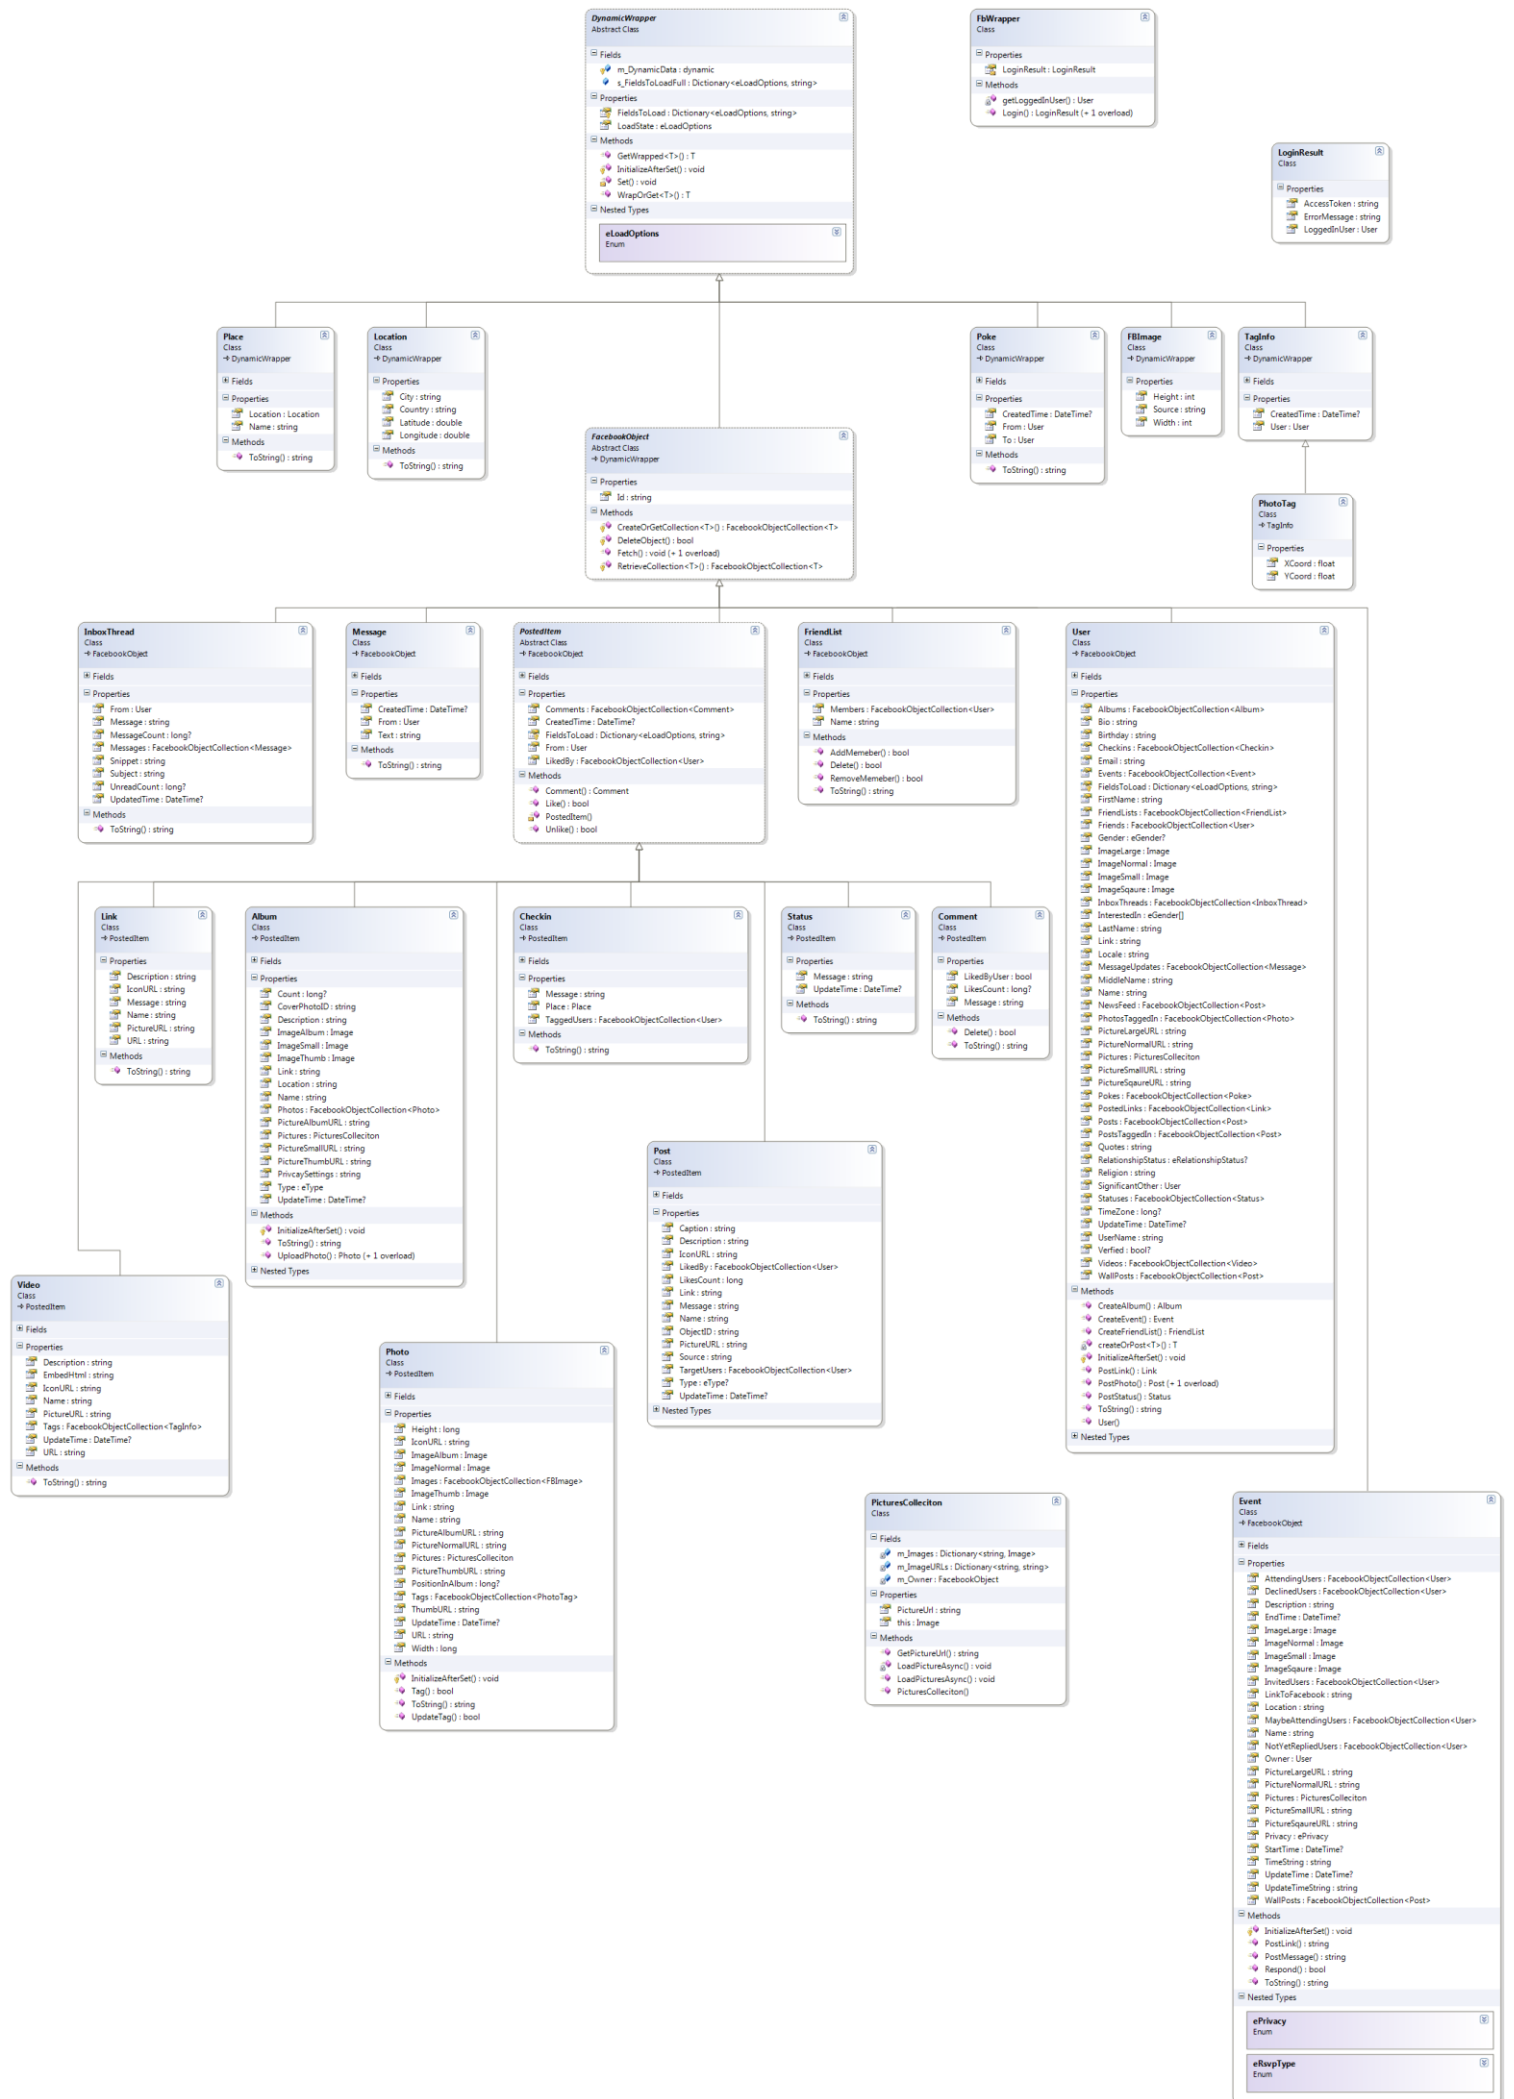 DynamicWrapper
Abstract Class
Fields
m_DynamicData : dynamic
s_FieldsToLoadFull : Dictionary<eLoadOptions, string>
Properties
FieldsToLoad : Dictionary<eLoadOptions, string>
LoadState : eLoadOptions
Methods
GetWrapped<T>() : T
InitializeAfterSet() : void
Set() : void
WrapOrGet<T>() : T
Nested Types
eLoadOptions
Enum
FbWrapper
Class
Properties
LoginResult : LoginResult
Methods
getLoggedInUser() : User
Login() : LoginResult (+ 1 overload)
LoginResult
Class
Properties
AccessToken : string
ErrorMessage : string
LoggedInUser : User
Place
Class
DynamicWrapper
Fields
Properties
Location : Location
Name : string
Methods
ToString() : string
Location
Class
DynamicWrapper
Properties
City : string
Country : string
Latitude : double
Longitude : double
Methods
ToString() : string
FacebookObject
Abstract Class
DynamicWrapper
Properties
Id : string
Methods
CreateOrGetCollection<T>() : FacebookObjectCollection<T>
DeleteObject() : bool
Fetch() : void (+ 1 overload)
RetrieveCollection<T>() : FacebookObjectCollection<T>
Poke
Class
DynamicWrapper
Fields
Properties
CreatedTime : DateTime?
From : User
To : User
Methods
ToString() : string
FBImage
Class
DynamicWrapper
Properties
Height : int
Source : string
Width : int
TagInfo
Class
DynamicWrapper
Fields
Properties
CreatedTime : DateTime?
User : User
PhotoTag
Class
TagInfo
Properties
XCoord : float
YCoord : float
InboxThread
Class
FacebookObject
Fields
Properties
From : User
Message : string
MessageCount : long?
Messages : FacebookObjectCollection<Message>
Snippet : string
Subject : string
UnreadCount : long?
UpdatedTime : DateTime?
Methods
ToString() : string
Message
Class
FacebookObject
Fields
Properties
CreatedTime : DateTime?
From : User
Text : string
Methods
ToString() : string
PostedItem
Abstract Class
FacebookObject
Fields
Properties
Comments : FacebookObjectCollection<Comment>
CreatedTime : DateTime?
FieldsToLoad : Dictionary<eLoadOptions, string>
From : User
LikedBy : FacebookObjectCollection<User>
Methods
Comment() : Comment
Like() : bool
PostedItem()
Unlike() : bool
FriendList
Class
FacebookObject
Fields
Properties
Members : FacebookObjectCollection<User>
Name : string
Methods
AddMemeber() : bool
Delete() : bool
RemoveMemeber() : bool
ToString() : string
User
Class
FacebookObject
Fields
Properties
Albums : FacebookObjectCollection<Album>
Bio : string
Birthday : string
Checkins : FacebookObjectCollection<Checkin>
Email : string
Events : FacebookObjectCollection<Event>
FieldsToLoad : Dictionary<eLoadOptions, string>
FirstName : string
FriendLists : FacebookObjectCollection<FriendList>
Friends : FacebookObjectCollection<User>
Gender : eGender?
ImageLarge : Image
ImageNormal : Image
ImageSmall : Image
ImageSqaure : Image
InboxThreads : FacebookObjectCollection<InboxThread>
InterestedIn : eGender[]
LastName : string
Link : string
Locale : string
MessageUpdates : FacebookObjectCollection<Message>
MiddleName : string
Name : string
NewsFeed : FacebookObjectCollection<Post>
PhotosTaggedIn : FacebookObjectCollection<Photo>
PictureLargeURL : string
PictureNormalURL : string
Pictures : PicturesColleciton
PictureSmallURL : string
PictureSqaureURL : string
Pokes : FacebookObjectCollection<Poke>
PostedLinks : FacebookObjectCollection<Link>
Posts : FacebookObjectCollection<Post>
PostsTaggedIn : FacebookObjectCollection<Post>
Quotes : string
RelationshipStatus : eRelationshipStatus?
Religion : string
SignificantOther : User
Statuses : FacebookObjectCollection<Status>
TimeZone : long?
UpdateTime : DateTime?
UserName : string
Verfied : bool?
Videos : FacebookObjectCollection<Video>
WallPosts : FacebookObjectCollection<Post>
Methods
CreateAlbum() : Album
CreateEvent() : Event
CreateFriendList() : FriendList
createOrPost<T>() : T
InitializeAfterSet() : void
PostLink() : Link
PostPhoto() : Post (+ 1 overload)
PostStatus() : Status
ToString() : string
User()
Nested Types
Link
Class
PostedItem
Properties
Description : string
IconURL : string
Message : string
Name : string
PictureURL : string
URL : string
Methods
ToString() : string
Album
Class
PostedItem
Fields
Properties
Count : long?
CoverPhotoID : string
Description : string
ImageAlbum : Image
ImageSmall : Image
ImageThumb : Image
Link : string
Location : string
Name : string
Photos : FacebookObjectCollection<Photo>
PictureAlbumURL : string
Pictures : PicturesColleciton
PictureSmallURL : string
PictureThumbURL : string
PrivcaySettings : string
Type : eType
UpdateTime : DateTime?
Methods
InitializeAfterSet() : void
ToString() : string
UploadPhoto() : Photo (+ 1 overload)
Nested Types
Checkin
Class
PostedItem
Fields
Properties
Message : string
Place : Place
TaggedUsers : FacebookObjectCollection<User>
Methods
ToString() : string
Status
Class
PostedItem
Properties
Message : string
UpdateTime : DateTime?
Methods
ToString() : string
Comment
Class
PostedItem
Properties
LikedByUser : bool
LikesCount : long?
Message : string
Methods
Delete() : bool
ToString() : string
Post
Class
PostedItem
Fields
Properties
Caption : string
Description : string
IconURL : string
LikedBy : FacebookObjectCollection<User>
LikesCount : long
Link : string
Message : string
Name : string
ObjectID : string
PictureURL : string
Source : string
TargetUsers : FacebookObjectCollection<User>
Type : eType?
UpdateTime : DateTime?
Nested Types
Video
Class
PostedItem
Fields
Properties
Description : string
EmbedHtml : string
IconURL : string
Name : string
PictureURL : string
Tags : FacebookObjectCollection<TagInfo>
UpdateTime : DateTime?
URL : string
Methods
ToString() : string
Photo
Class
PostedItem
Fields
Properties
Height : long
IconURL : string
ImageAlbum : Image
ImageNormal : Image
Images : FacebookObjectCollection<FBImage>
ImageThumb : Image
Link : string
Name : string
PictureAlbumURL : string
PictureNormalURL : string
Pictures : PicturesColleciton
PictureThumbURL : string
PositionInAlbum : long?
Tags : FacebookObjectCollection<PhotoTag>
ThumbURL : string
UpdateTime : DateTime?
URL : string
Width : long
Methods
InitializeAfterSet() : void
Tag() : bool
ToString() : string
UpdateTag() : bool
PicturesColleciton
Class
Fields
m_Images : Dictionary<string, Image>
m_ImageURLs : Dictionary<string, string>
m_Owner : FacebookObject
Properties
PictureUrl : string
this : Image
Methods
GetPictureUrl() : string
LoadPictureAsync() : void
LoadPicturesAsync() : void
PicturesColleciton()
Event
Class
FacebookObject
Fields
Properties
AttendingUsers : FacebookObjectCollection<User>
DeclinedUsers : FacebookObjectCollection<User>
Description : string
EndTime : DateTime?
ImageLarge : Image
ImageNormal : Image
ImageSmall : Image
ImageSqaure : Image
InvitedUsers : FacebookObjectCollection<User>
LinkToFacebook : string
Location : string
MaybeAttendingUsers : FacebookObjectCollection<User>
Name : string
NotYetRepliedUsers : FacebookObjectCollection<User>
Owner : User
PictureLargeURL : string
PictureNormalURL : string
Pictures : PicturesColleciton
PictureSmallURL : string
PictureSqaureURL : string
Privacy : ePrivacy
StartTime : DateTime?
TimeString : string
UpdateTime : DateTime?
UpdateTimeString : string
WallPosts : FacebookObjectCollection<Post>
Methods
InitializeAfterSet() : void
PostLink() : string
PostMessage() : string
Respond() : bool
ToString() : string
Nested Types
ePrivacy
Enum
eRsvpType
Enum